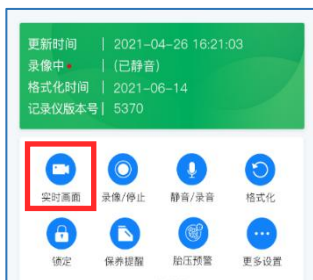 更新时间 | 2021-04-26 16:21:03
录像中 | (已静音)
格式化时间 | 2021-06-14
记录仪版本号 | 5370
实时画面 录像/停止 静音/录音 格式化
锁定 保养提醒 胎压预警 更多设置